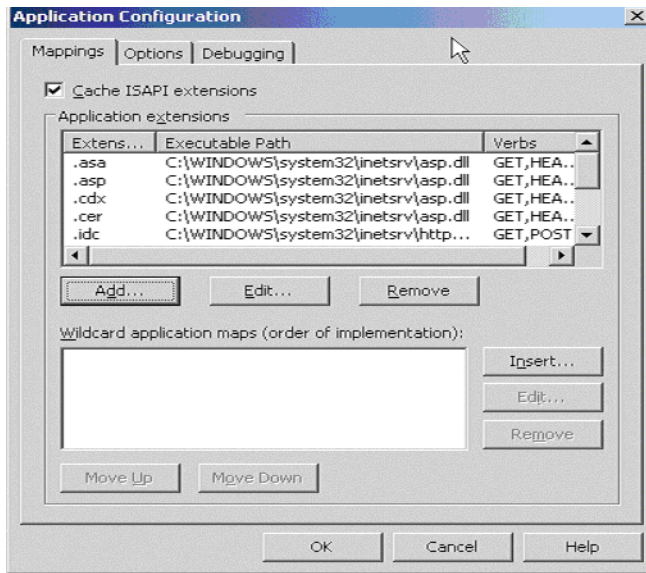 Application Configuration
Mappings Options Debugging
Cache ISAPI extensions
Application extensions
Extens... Executable Path Verbs
.asa C:\WINDOWS\system32\inetsrv\asp.dll GET,HEA..
.asp C:\WINDOWS\system32\inetsrv\asp.dll GET,HEA..
.cdx C:\WINDOWS\system32\inetsrv\asp.dll GET,HEA..
.cer C:\WINDOWS\system32\inetsrv\asp.dll GET,HEA..
.idc C:\WINDOWS\system32\inetsrv\http... GET,POST
Add... Edit... Remove
Wildcard application maps (order of implementation):
Insert...
Edit...
Remove
Move Up Move Down
OK Cancel Help